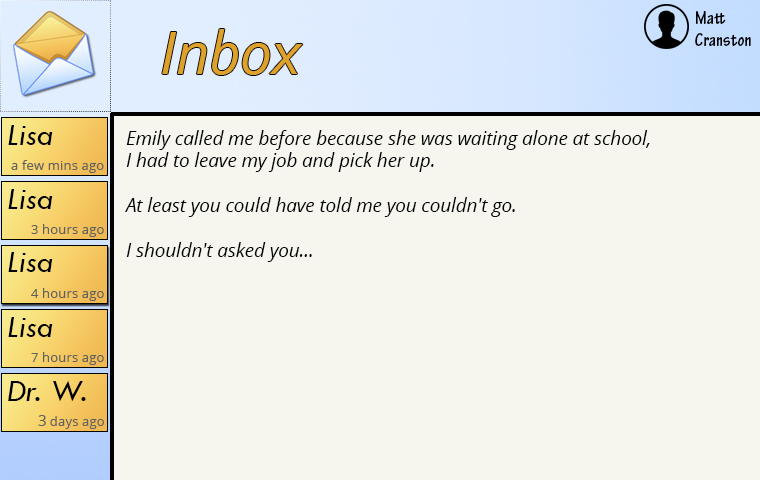 Inbox
Matt
Cranston
Lisa
a few mins ago
Lisa
3 hours ago
Lisa
4 hours ago
Lisa
7 hours ago
Dr. W.
3 days ago
Emily called me before because she was waiting alone at school,
I had to leave my job and pick her up.
At least you could have told me you couldn't go.
I shouldn't asked you...